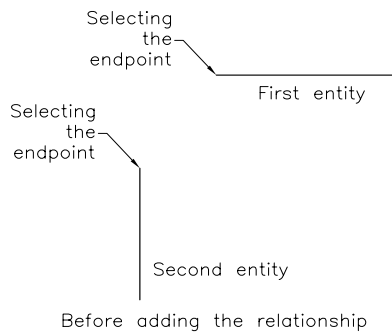 Selecting
the
endpoint
First entity
Selecting
the
endpoint
Second entity
Before adding the relationship